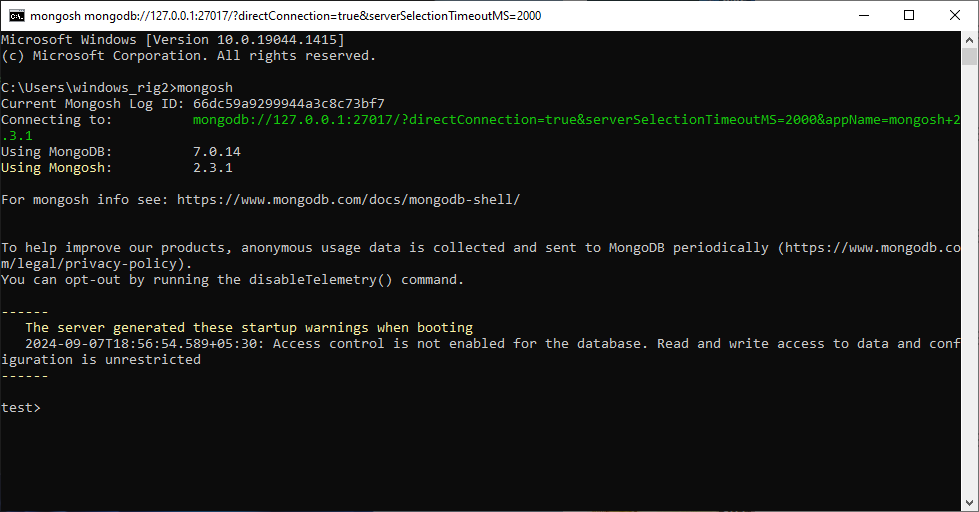 mongosh mongodb://127.0.0.1:27017/?directConnection=true&serverSelectionTimeoutMS=2000
Microsoft Windows [Version 10.0.19044.1415]
(c) Microsoft Corporation. All rights reserved.
C:\Users\windows_rig2>mongosh
Current Mongosh Log ID: 66dc59a9299944a3c8c73bf7
Connecting to:          mongodb://127.0.0.1:27017/?directConnection=true&serverSelectionTimeoutMS=2000&appName=mongosh+2
.3.1
Using MongoDB:          7.0.14
Using Mongosh:          2.3.1
For mongosh info see: https://www.mongodb.com/docs/mongodb-shell/
To help improve our products, anonymous usage data is collected and sent to MongoDB periodically (https://www.mongodb.co
m/legal/privacy-policy).
You can opt-out by running the disableTelemetry() command.
------
   The server generated these startup warnings when booting
   2024-09-07T18:56:54.589+05:30: Access control is not enabled for the database. Read and write access to data and conf
iguration is unrestricted
------
test>